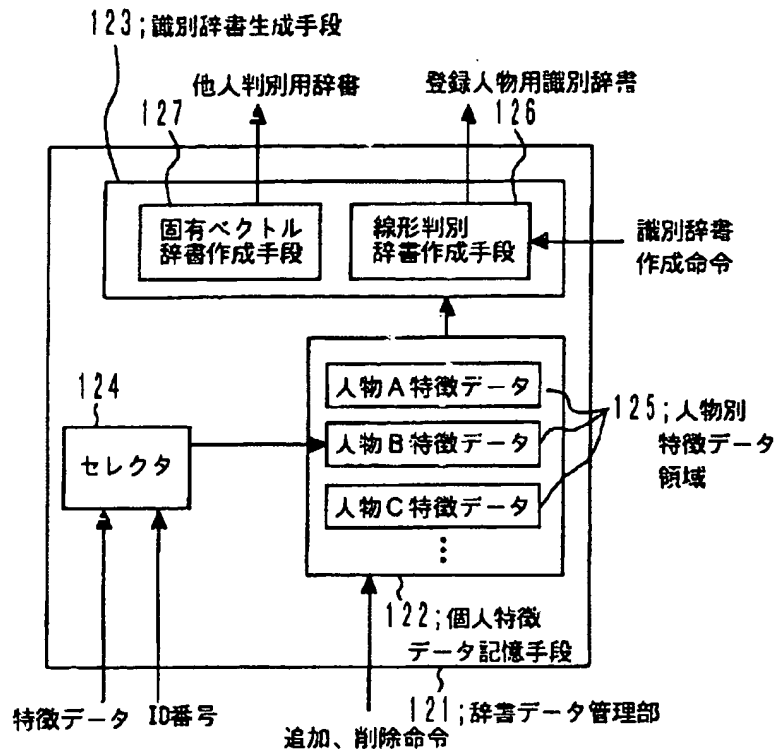 123;識別辞書生成手段
他人判別用辞書
登録人物用識別辞書
127
126
固有ベクトル
辞書作成手段
線形判別
辞書作成手段
識別辞書
作成命令
124
セレクタ
人物A特徴データ
人物B特徴データ
人物C特徴データ
⋮
125;人物別
特徴データ
領域
122;個人特徴
データ記憶手段
121;辞書データ管理部
特徴データ
ID番号
追加、削除命令